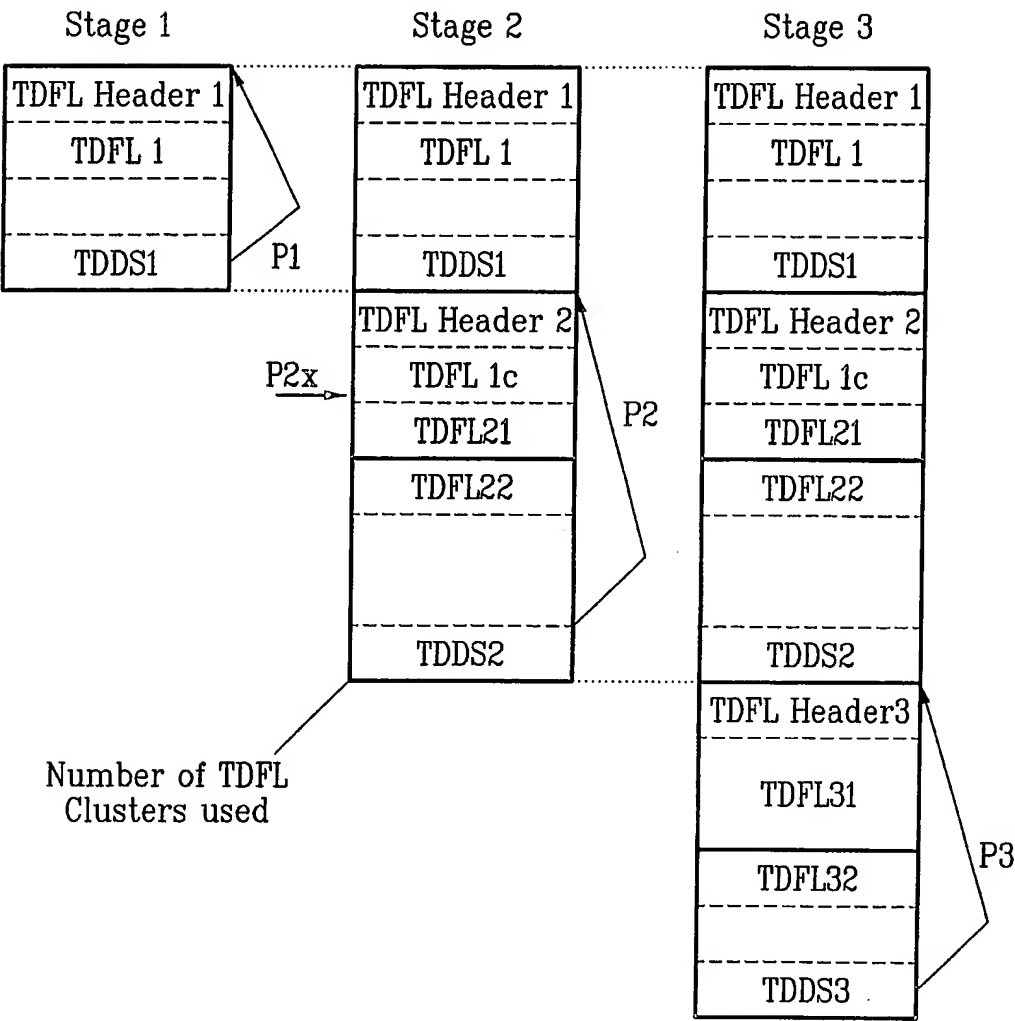 Stage 1
TDFL Header 1
TDFL 1
TDDS1
P1
Stage 2
TDFL Header 1
TDFL 1
TDDS1
TDFL Header 2
P2x
TDFL 1c
TDFL21
P2
TDFL22
TDDS2
Number of TDFL
Clusters used
Stage 3
TDFL Header 1
TDFL 1
TDDS1
TDFL Header 2
TDFL 1c
TDFL21
TDFL22
TDDS2
TDFL Header3
TDFL31
P3
TDFL32
TDDS3